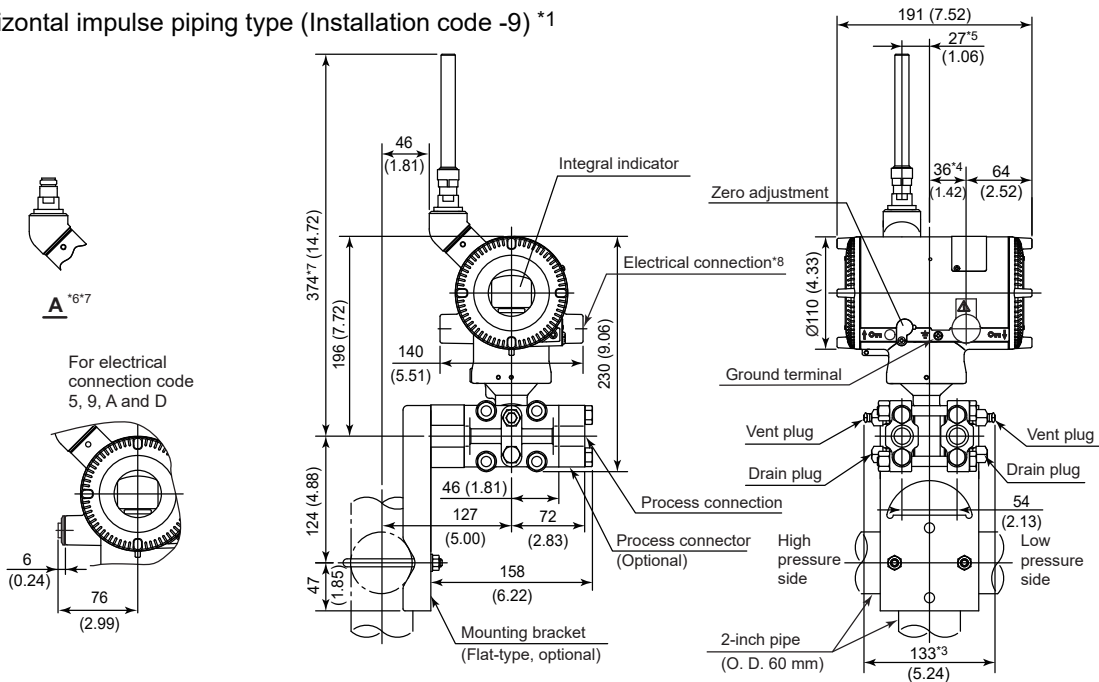 izontal impulse piping type (Installation code -9) *1
A *6*7
For electrical
connection code
5, 9, A and D
6
(0.24)
76
(2.99)
374*7 (14.72)
196 (7.72)
46
(1.81)
Integral indicator
Electrical connection*8
140
(5.51)
230 (9.06)
124 (4.88)
46 (1.81)
127
(5.00)
72
(2.83)
Process connection
Process connector
(Optional)
47
(1.85)
158
(6.22)
Mounting bracket
(Flat-type, optional)
191 (7.52)
27*5
(1.06)
36*4
(1.42)
64
(2.52)
Zero adjustment
Ø110 (4.33)
Ground terminal
Vent plug
Vent plug
Drain plug
Drain plug
54
(2.13)
High
pressure
side
Low
pressure
side
2-inch pipe
(O. D. 60 mm)
133*3
(5.24)